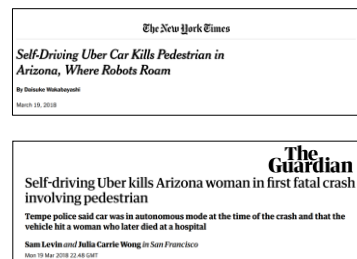 The New York Times
Self-Driving Uber Car Kills Pedestrian in
Arizona, Where Robots Roam
By Daisuke Wakabayashi
March 19, 2018
The
Guardian
Self-driving Uber kills Arizona woman in first fatal crash
involving pedestrian
Tempe police said car was in autonomous mode at the time of the crash and that the
vehicle hit a woman who later died at a hospital
Sam Levin and Julia Carrie Wong in San Francisco
Mon 19 Mar 2018 22.48 GMT